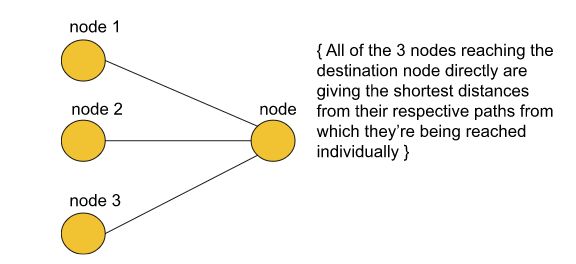 node 1
node 2
node
node 3
{ All of the 3 nodes reaching the
destination node directly are
giving the shortest distances
from their respective paths from
which they're being reached
individually }